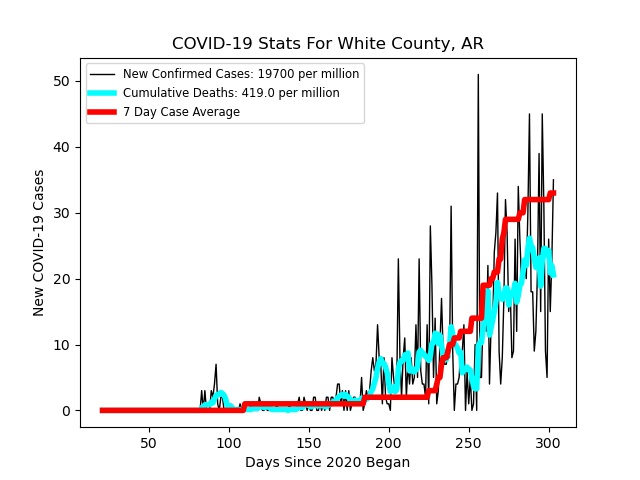 COVID-19 Stats For White County, AR
New Confirmed Cases: 19700 per million
Cumulative Deaths: 419.0 per million
7 Day Case Average
New COVID-19 Cases
50
40
30
20
10
0
50 100 150 200 250 300
Days Since 2020 Began